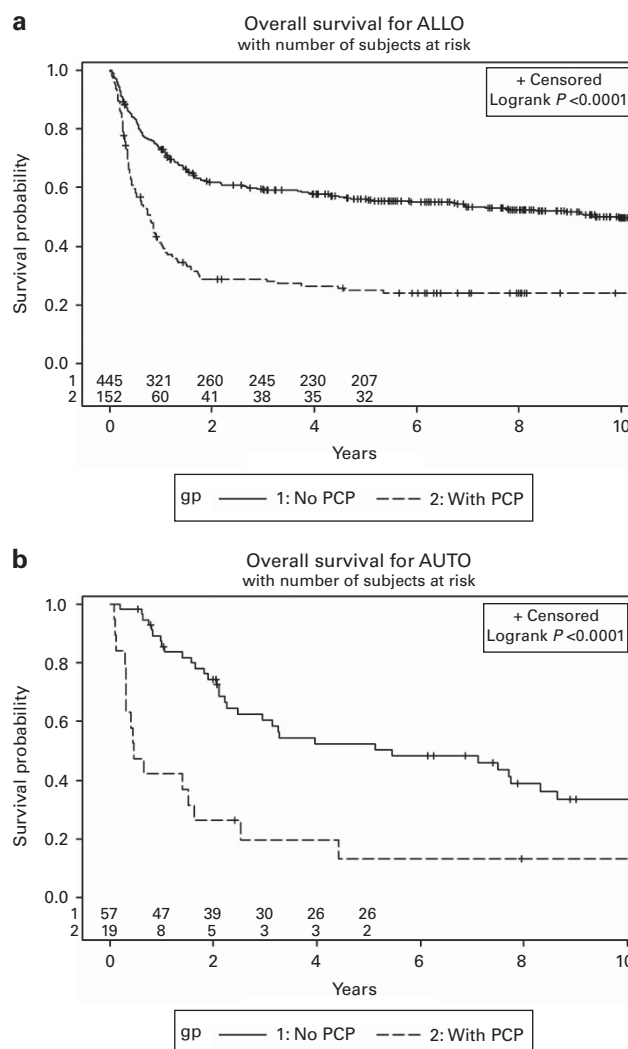 a
Overall survival for ALLO
with number of subjects at risk
+ Censored
Logrank P <0.0001
1.0
0.8
0.6
0.4
0.2
0.0
Survival probability
1 445 321 260 245 230 207
2 152 60 41 38 35 32
0 2 4 6 8 10
Years
gp 1: No PCP 2: With PCP
b
Overall survival for AUTO
with number of subjects at risk
+ Censored
Logrank P <0.0001
1.0
0.8
0.6
0.4
0.2
0.0
Survival probability
1 57 47 39 30 26 26
2 19 8 5 3 3 2
0 2 4 6 8 10
Years
gp 1: No PCP 2: With PCP